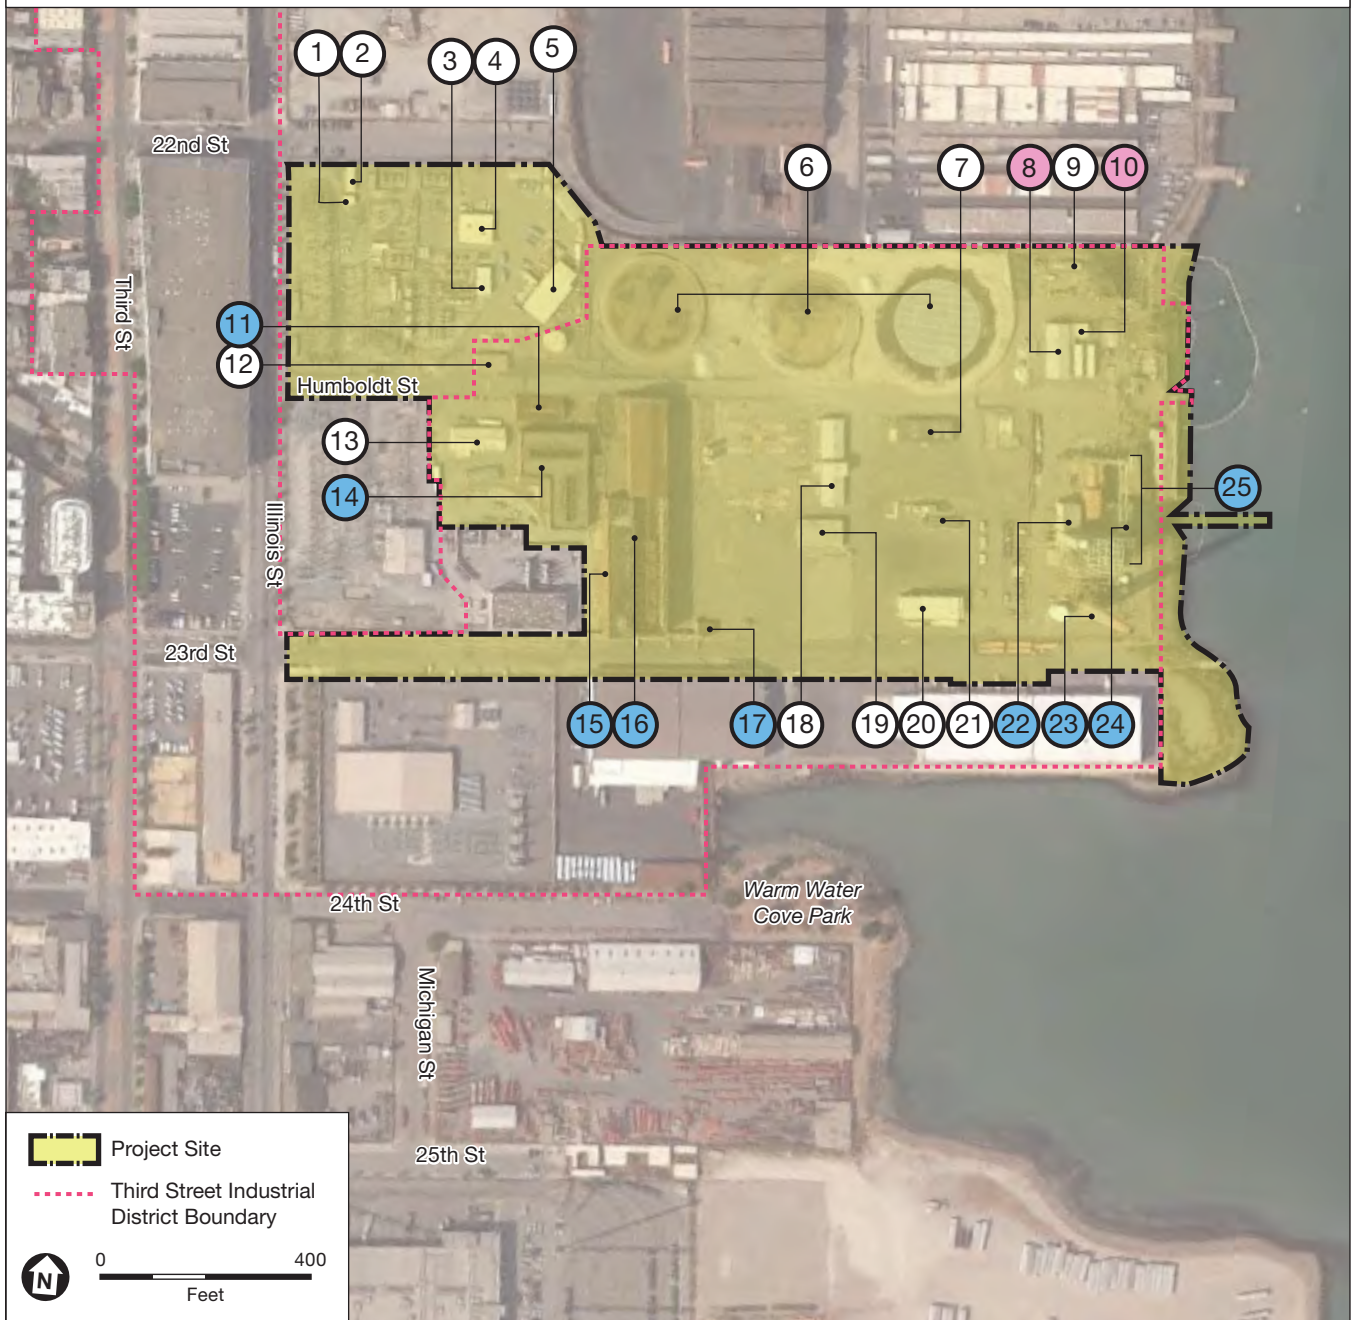 1
2
3
4
5
22nd St
6
7
8
9
10
Third St
11
12
Humboldt St
13
14
25
Illinois St
23rd St
15
16
17
18
19
20
21
22
23
24
24th St
Warm Water
Cove Park
Michigan St
25th St
Project Site
Third Street Industrial
District Boundary
N
0
400
Feet